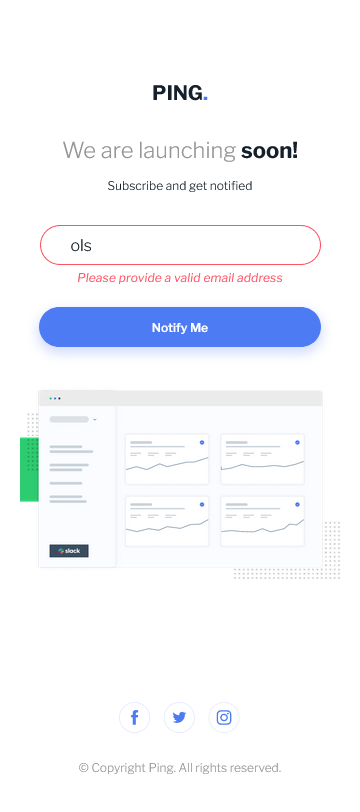 PING.
We are launching soon!
Subscribe and get notified
ols
Please provide a valid email address
Notify Me
slack
© Copyright Ping. All rights reserved.